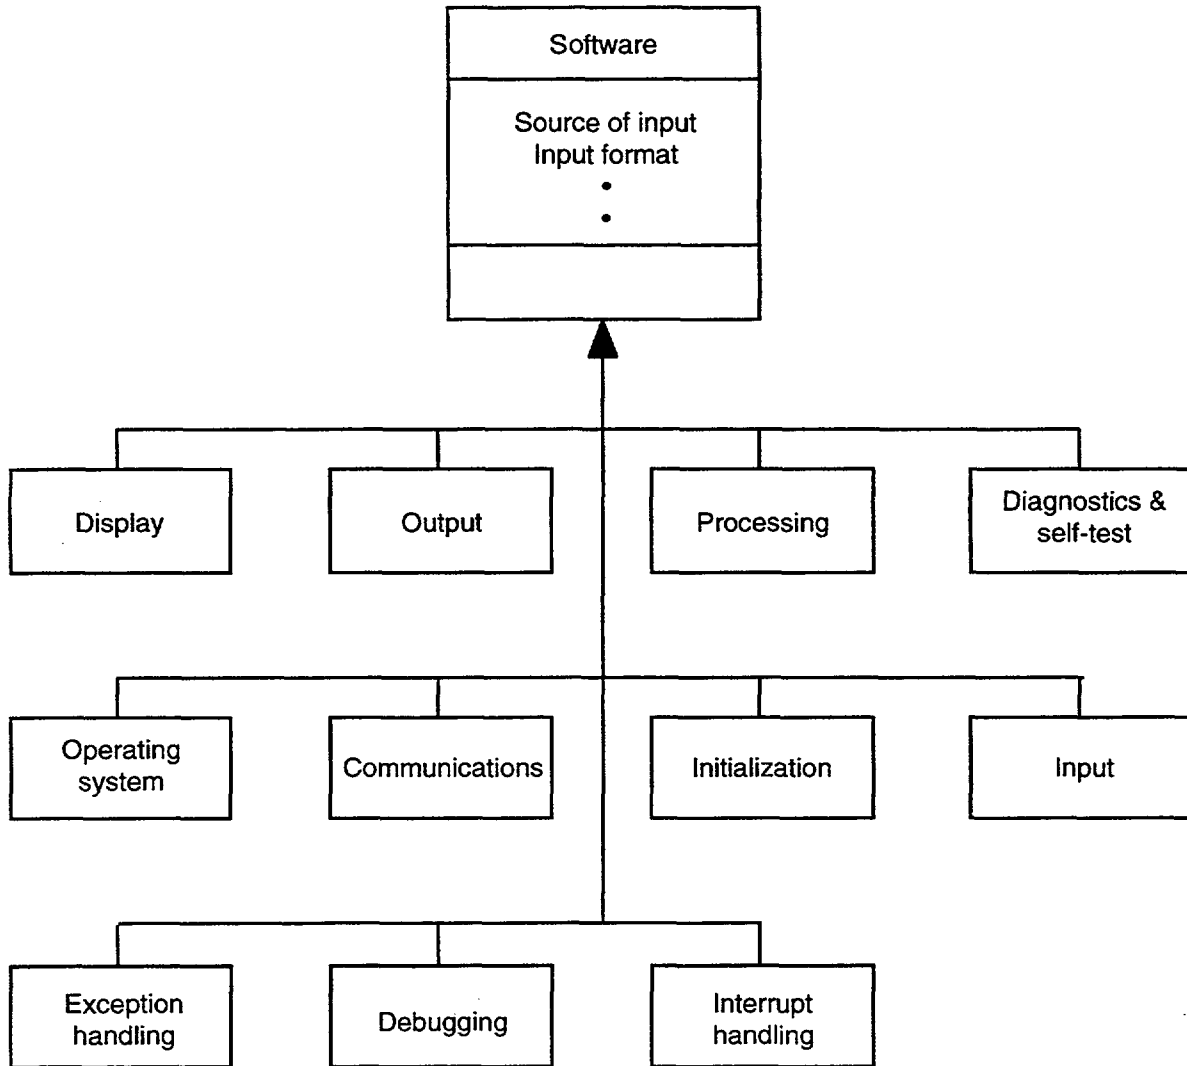 Software
Source of input
Input format
Display
Output
Processing
Diagnostics &
self-test
Operating
system
Communications
Initialization
Input
Exception
handling
Debugging
Interrupt
handling